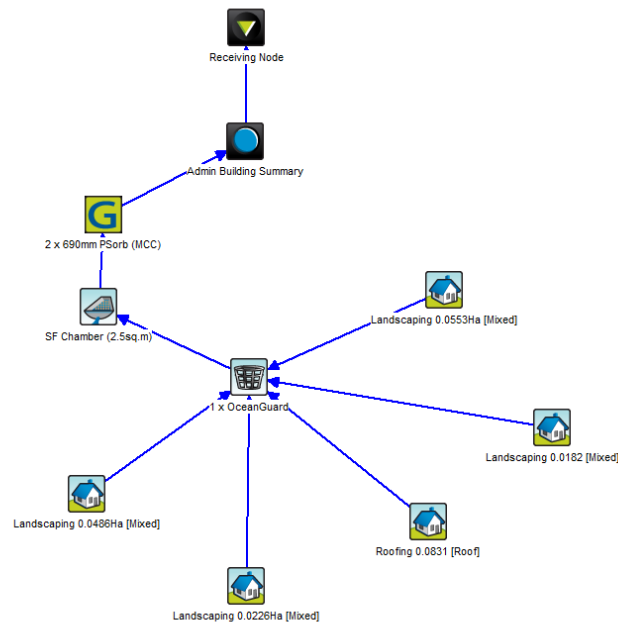 Receiving Node
Admin Building Summary
G
2 x 690mm PSorb (MCC)
Landscaping 0.0553Ha [Mixed]
SF Chamber (2.5sq.m)
1 x OceanGuard
Landscaping 0.0182 [Mixed]
Landscaping 0.0486Ha [Mixed]
Roofing 0.0831 [Roof]
Landscaping 0.0226Ha [Mixed]